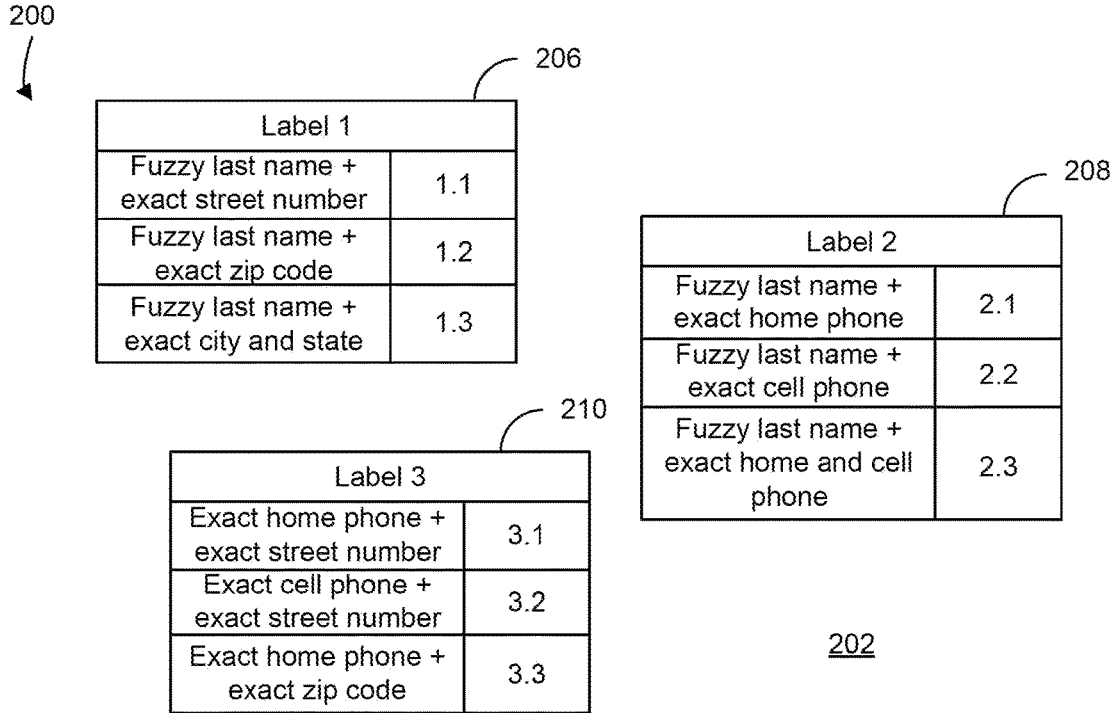 200
206
Label 1
Fuzzy last name +
exact street number
1.1
Fuzzy last name +
exact zip code
1.2
Fuzzy last name +
exact city and state
1.3
208
Label 2
Fuzzy last name +
exact home phone
2.1
Fuzzy last name +
exact cell phone
2.2
Fuzzy last name +
exact home and cell
phone
2.3
210
Label 3
Exact home phone +
exact street number
3.1
Exact cell phone +
exact street number
3.2
Exact home phone +
exact zip code
3.3
202